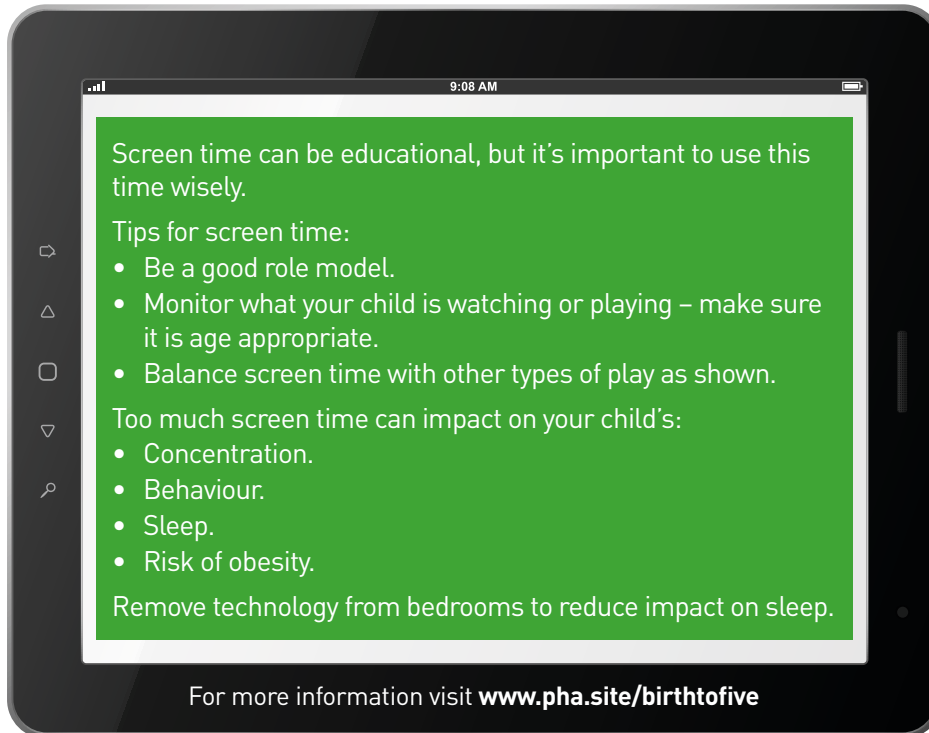 9:08 AM
Screen time can be educational, but it’s important to use this
time wisely.
Tips for screen time:
• Be a good role model.
• Monitor what your child is watching or playing – make sure
it is age appropriate.
• Balance screen time with other types of play as shown.
Too much screen time can impact on your child’s:
• Concentration.
• Behaviour.
• Sleep.
• Risk of obesity.
Remove technology from bedrooms to reduce impact on sleep.
For more information visit www.pha.site/birthtofive